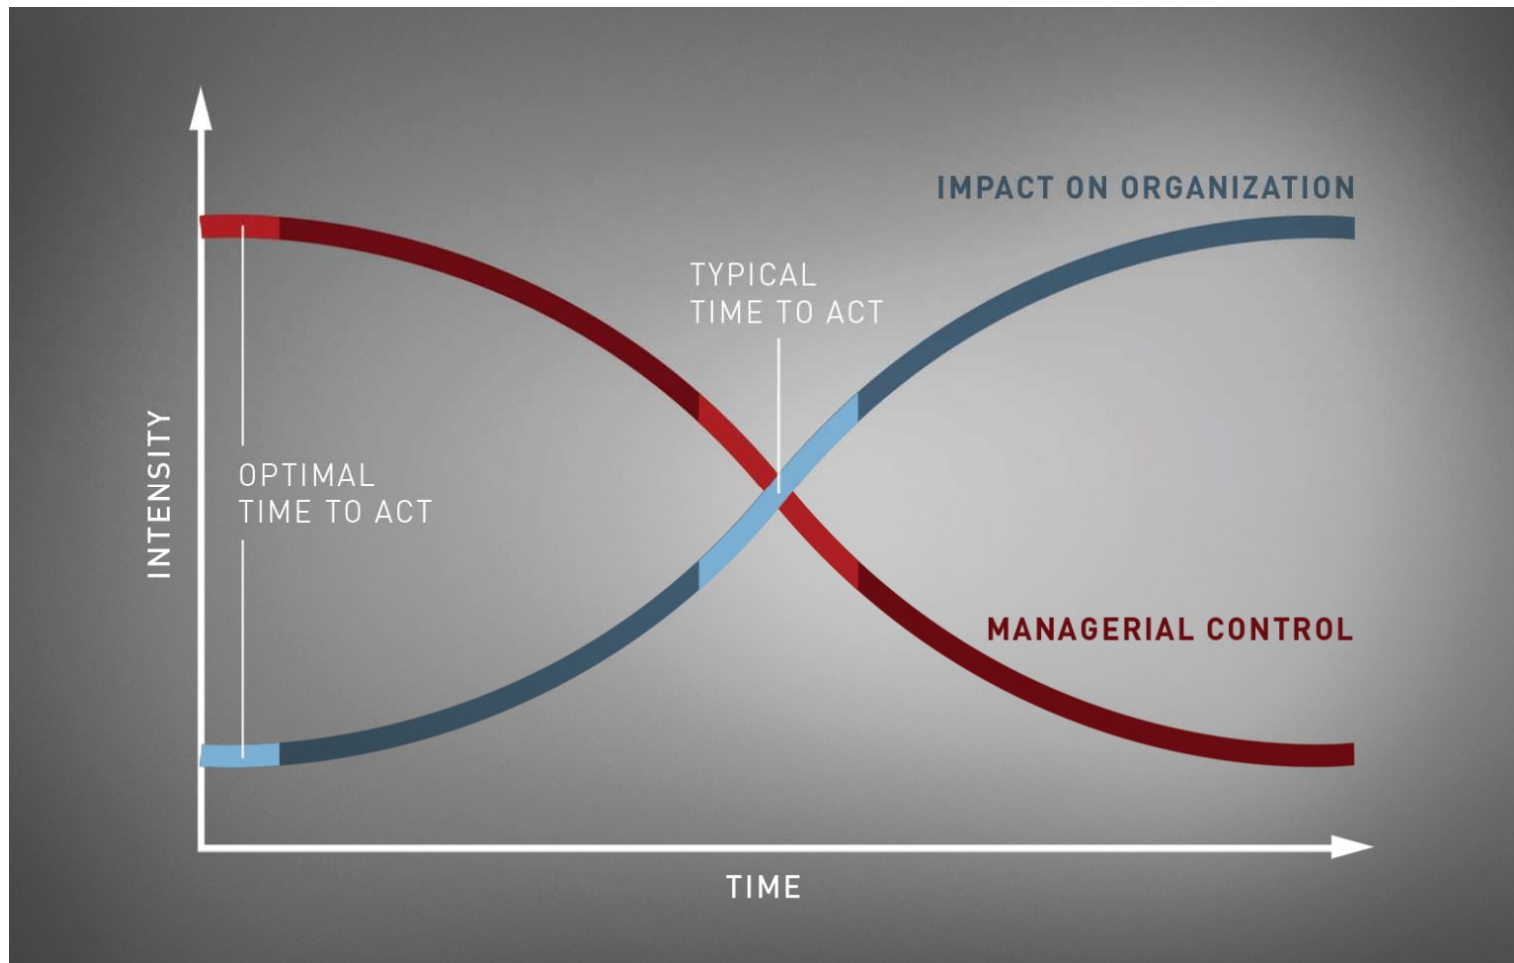 IMPACT ON ORGANIZATION
TYPICAL
TIME TO ACT
OPTIMAL
TIME TO ACT
INTENSITY
MANAGERIAL CONTROL
TIME